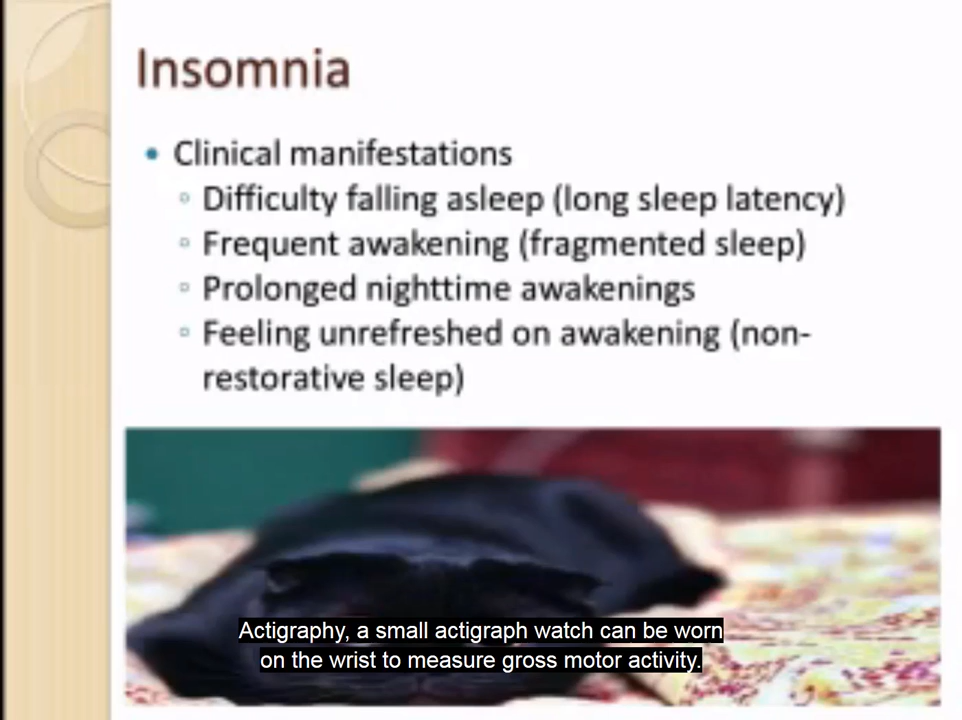 Insomnia
• Clinical manifestations
◦ Difficulty falling asleep (long sleep latency)
◦ Frequent awakening (fragmented sleep)
◦ Prolonged nighttime awakenings
◦ Feeling unrefreshed on awakening (non-
restorative sleep)
Actigraphy, a small actigraph watch can be worn
on the wrist to measure gross motor activity.